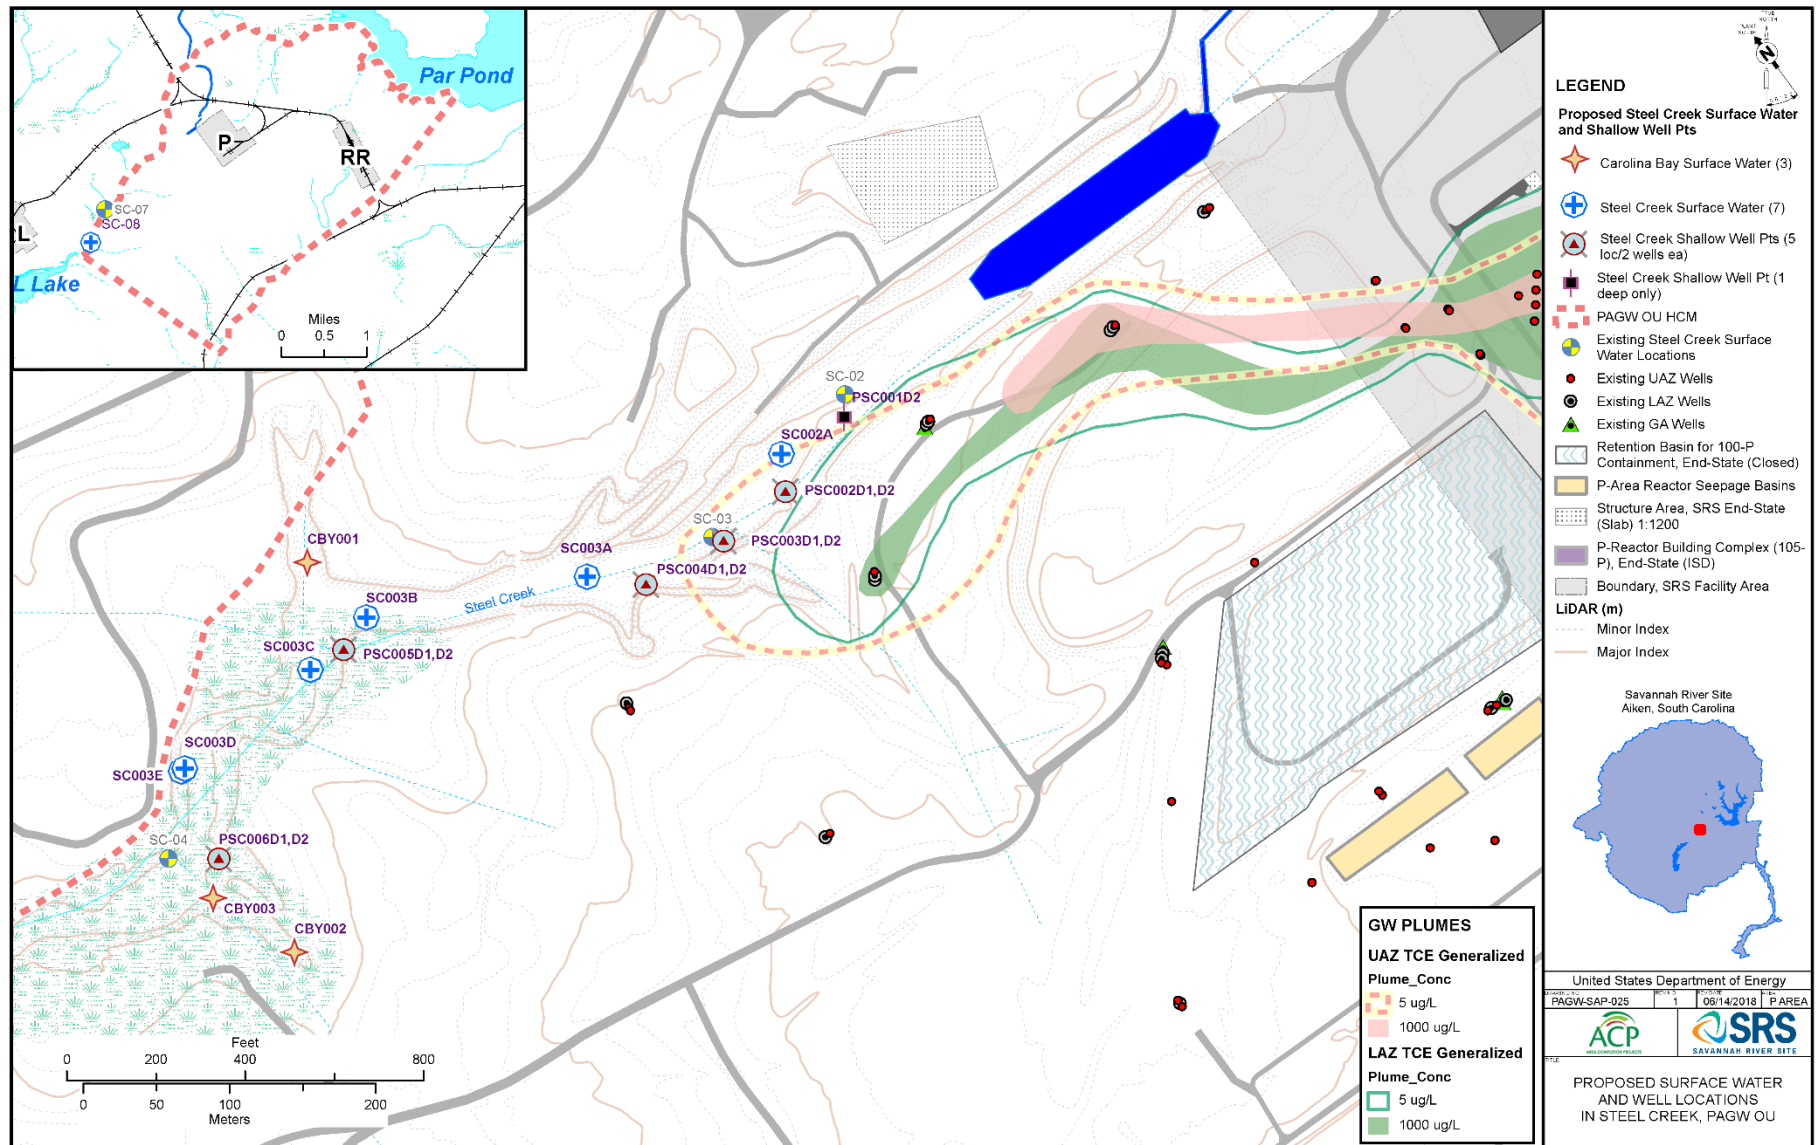 Par Pond
P
RR
SC-07
SC-08
L
L Lake
Miles
0 0.5 1
SC-02
PSC001D2
SC002A
PSC002D1,D2
SC-03
PSC003D1,D2
SC003A
PSC004D1,D2
CBY001
Steel Creek
SC003B
SC003C
PSC005D1,D2
SC003D
SC003E
PSC006D1,D2
SC-04
CBY003
CBY002
Feet
0 200 400 800
0 50 100 200
Meters
GW PLUMES
UAZ TCE Generalized
Plume_Conc
5 ug/L
1000 ug/L
LAZ TCE Generalized
Plume_Conc
5 ug/L
1000 ug/L
N
LEGEND
Proposed Steel Creek Surface Water
and Shallow Well Pts
Carolina Bay Surface Water (3)
Steel Creek Surface Water (7)
Steel Creek Shallow Well Pts (5
loc/2 wells ea)
Steel Creek Shallow Well Pt (1
deep only)
PAGW OU HCM
Existing Steel Creek Surface
Water Locations
Existing UAZ Wells
Existing LAZ Wells
Existing GA Wells
Retention Basin for 100-P
Containment, End-State (Closed)
P-Area Reactor Seepage Basins
Structure Area, SRS End-State
(Slab) 1:1200
P-Reactor Building Complex (105-
P), End-State (ISD)
Boundary, SRS Facility Area
LiDAR (m)
Minor Index
Major Index
Savannah River Site
Aiken, South Carolina
United States Department of Energy
PAGW-SAP-025 1 06/14/2018 P AREA
ACP
AREA COMPLETION PROJECTS
SRS
SAVANNAH RIVER SITE
TITLE
PROPOSED SURFACE WATER
AND WELL LOCATIONS
IN STEEL CREEK, PAGW OU